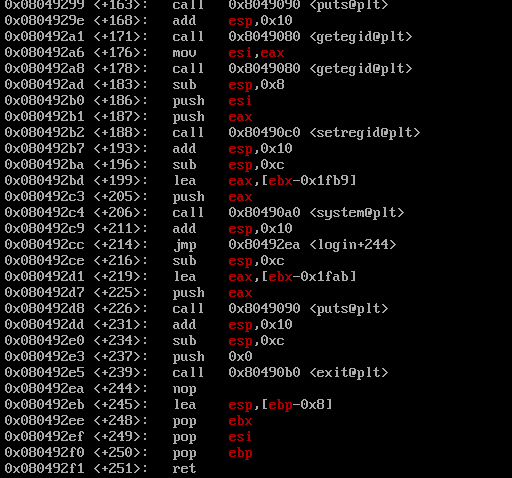 0x08049299 <+163>: call 0x8049090 <puts@plt>
0x0804929e <+168>: add esp,0x10
0x080492a1 <+171>: call 0x8049080 <getegid@plt>
0x080492a6 <+176>: mov esi,eax
0x080492a8 <+178>: call 0x8049080 <getegid@plt>
0x080492ad <+183>: sub esp,0x8
0x080492b0 <+186>: push esi
0x080492b1 <+187>: push eax
0x080492b2 <+188>: call 0x80490c0 <setregid@plt>
0x080492b7 <+193>: add esp,0x10
0x080492ba <+196>: sub esp,0xc
0x080492bd <+199>: lea eax,[ebx-0x1fb9]
0x080492c3 <+205>: push eax
0x080492c4 <+206>: call 0x80490a0 <system@plt>
0x080492c9 <+211>: add esp,0x10
0x080492cc <+214>: jmp 0x80492ea <login+244>
0x080492ce <+216>: sub esp,0xc
0x080492d1 <+219>: lea eax,[ebx-0x1fab]
0x080492d7 <+225>: push eax
0x080492d8 <+226>: call 0x8049090 <puts@plt>
0x080492dd <+231>: add esp,0x10
0x080492e0 <+234>: sub esp,0xc
0x080492e3 <+237>: push 0x0
0x080492e5 <+239>: call 0x80490b0 <exit@plt>
0x080492ea <+244>: nop
0x080492eb <+245>: lea esp,[ebp-0x8]
0x080492ee <+248>: pop ebx
0x080492ef <+249>: pop esi
0x080492f0 <+250>: pop ebp
0x080492f1 <+251>: ret